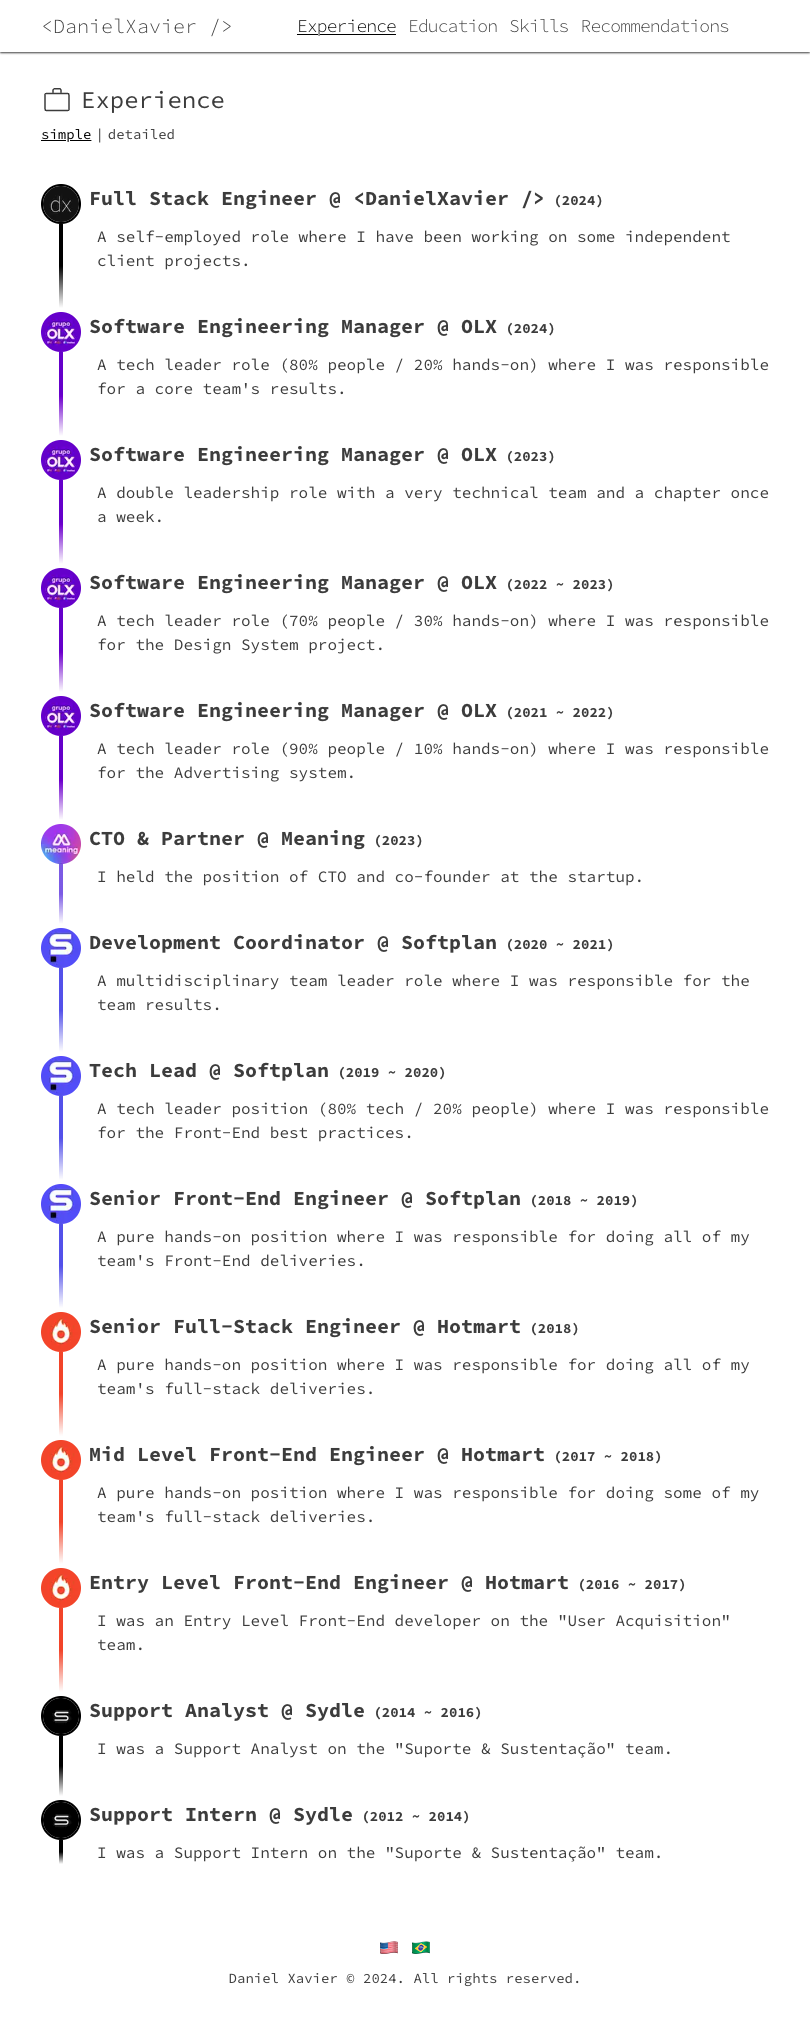 <DanielXavier />
Experience Education Skills Recommendations
Experience
simple | detailed
dx
Full Stack Engineer @ <DanielXavier /> (2024)
A self-employed role where I have been working on some independent
client projects.
grupo
OLX
Software Engineering Manager @ OLX (2024)
A tech leader role (80% people / 20% hands-on) where I was responsible
for a core team's results.
grupo
OLX
Software Engineering Manager @ OLX (2023)
A double leadership role with a very technical team and a chapter once
a week.
grupo
OLX
Software Engineering Manager @ OLX (2022 ~ 2023)
A tech leader role (70% people / 30% hands-on) where I was responsible
for the Design System project.
grupo
OLX
Software Engineering Manager @ OLX (2021 ~ 2022)
A tech leader role (90% people / 10% hands-on) where I was responsible
for the Advertising system.
meaning
CTO & Partner @ Meaning (2023)
I held the position of CTO and co-founder at the startup.
Development Coordinator @ Softplan (2020 ~ 2021)
A multidisciplinary team leader role where I was responsible for the
team results.
Tech Lead @ Softplan (2019 ~ 2020)
A tech leader position (80% tech / 20% people) where I was responsible
for the Front-End best practices.
Senior Front-End Engineer @ Softplan (2018 ~ 2019)
A pure hands-on position where I was responsible for doing all of my
team's Front-End deliveries.
Senior Full-Stack Engineer @ Hotmart (2018)
A pure hands-on position where I was responsible for doing all of my
team's full-stack deliveries.
Mid Level Front-End Engineer @ Hotmart (2017 ~ 2018)
A pure hands-on position where I was responsible for doing some of my
team's full-stack deliveries.
Entry Level Front-End Engineer @ Hotmart (2016 ~ 2017)
I was an Entry Level Front-End developer on the "User Acquisition"
team.
Support Analyst @ Sydle (2014 ~ 2016)
I was a Support Analyst on the "Suporte & Sustentação" team.
Support Intern @ Sydle (2012 ~ 2014)
I was a Support Intern on the "Suporte & Sustentação" team.
Daniel Xavier © 2024. All rights reserved.